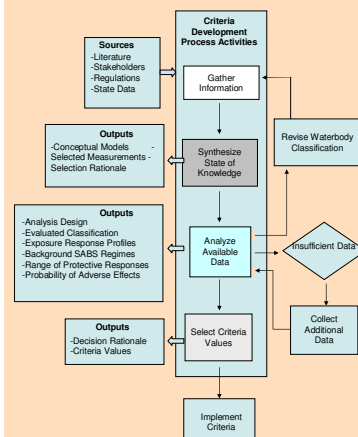 Criteria
Development
Process Activities
Sources
-Literature
-Stakeholders
-Regulations
-State Data
Gather
Information
Outputs
-Conceptual Models -
Selected Measurements -
Selection Rationale
Synthesize
State of
Knowledge
Revise Waterbody
Classification
Outputs
-Analysis Design
-Evaluated Classification
-Exposure Response Profiles
-Background SABS Regimes
-Range of Protective Responses
-Probability of Adverse Effects
Analyze
Available
Data
Insufficient Data
Collect
Additional
Data
Outputs
-Decision Rationale
-Criteria Values
Select Criteria
Values
Implement
Criteria